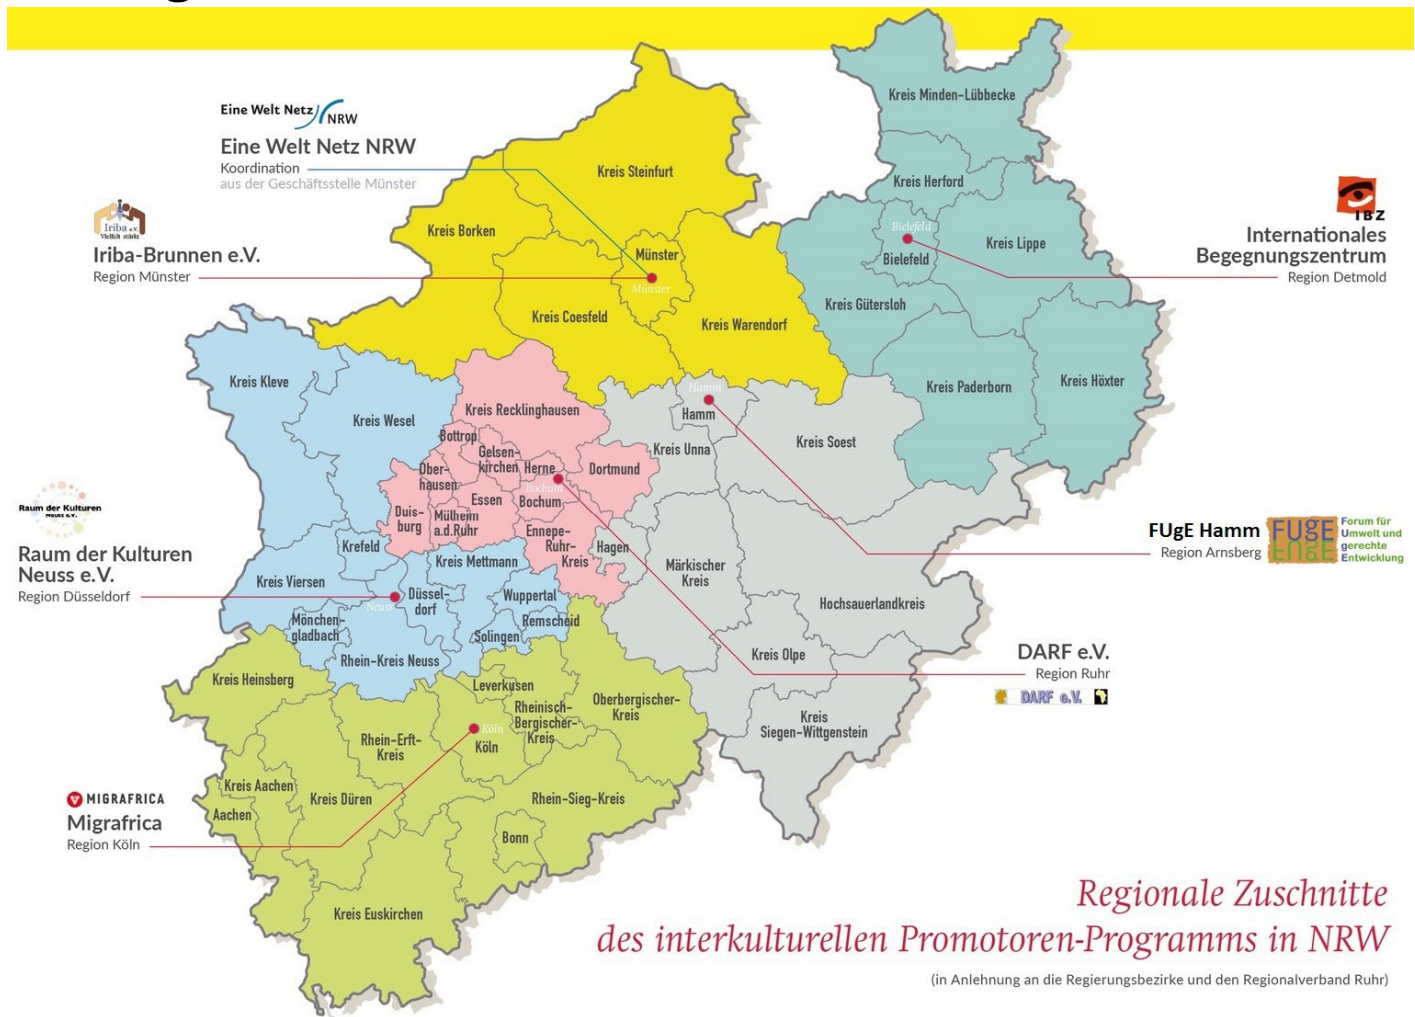 Eine Welt Netz
NRW
Eine Welt Netz NRW
Koordination
aus der Geschäftsstelle Münster
Iriba e.V.
Vielfalt stärkt
Iriba-Brunnen e.V.
Region Münster
IBZ
Internationales
Begegnungszentrum
Region Detmold
Raum der Kulturen
Neuss e.V.
Raum der Kulturen
Neuss e.V.
Region Düsseldorf
FUgE Hamm
Region Arnsberg
FUGE
ENGE
Forum für
Umwelt und
gerechte
Entwicklung
DARF e.V.
Region Ruhr
DARF e.V.
MIGRAFRICA
Migrafrica
Region Köln
Kreis Minden-Lübbecke
Kreis Steinfurt
Kreis Herford
Kreis Borken
Bielefeld
Bielefeld
Kreis Lippe
Münster
Münster
Kreis Gütersloh
Kreis Coesfeld
Kreis Warendorf
Kreis Kleve
Kreis Paderborn
Kreis Höxter
Hamm
Hamm
Kreis Wesel
Kreis Recklinghausen
Kreis Unna
Kreis Soest
Bottrop
Gelsen-
kirchen
Herne
Dortmund
Ober-
hausen
Bochum
Bochum
Essen
Duis-
burg
Mülheim
a.d.Ruhr
Ennepe-
Ruhr-
Kreis
Hagen
Krefeld
Kreis Mettmann
Märkischer
Kreis
Kreis Viersen
Düssel-
dorf
Neuss
Wuppertal
Hochsauerlandkreis
Mönchen-
gladbach
Remscheid
Solingen
Rhein-Kreis Neuss
Kreis Olpe
Kreis Heinsberg
Leverkusen
Oberbergischer-
Kreis
Rheinisch-
Bergischer-
Kreis
Kreis
Siegen-Wittgenstein
Rhein-Erft-
Kreis
Köln
Köln
Kreis Aachen
Kreis Düren
Rhein-Sieg-Kreis
Aachen
Bonn
Kreis Euskirchen
Regionale Zuschnitte
des interkulturellen Promotoren-Programms in NRW
(in Anlehnung an die Regierungsbezirke und den Regionalverband Ruhr)